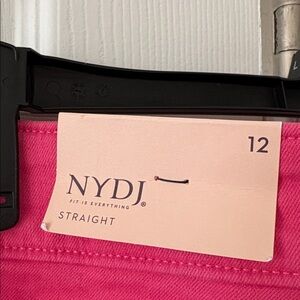 12
NYDJ®
FIT IS EVERYTHING
STRAIGHT